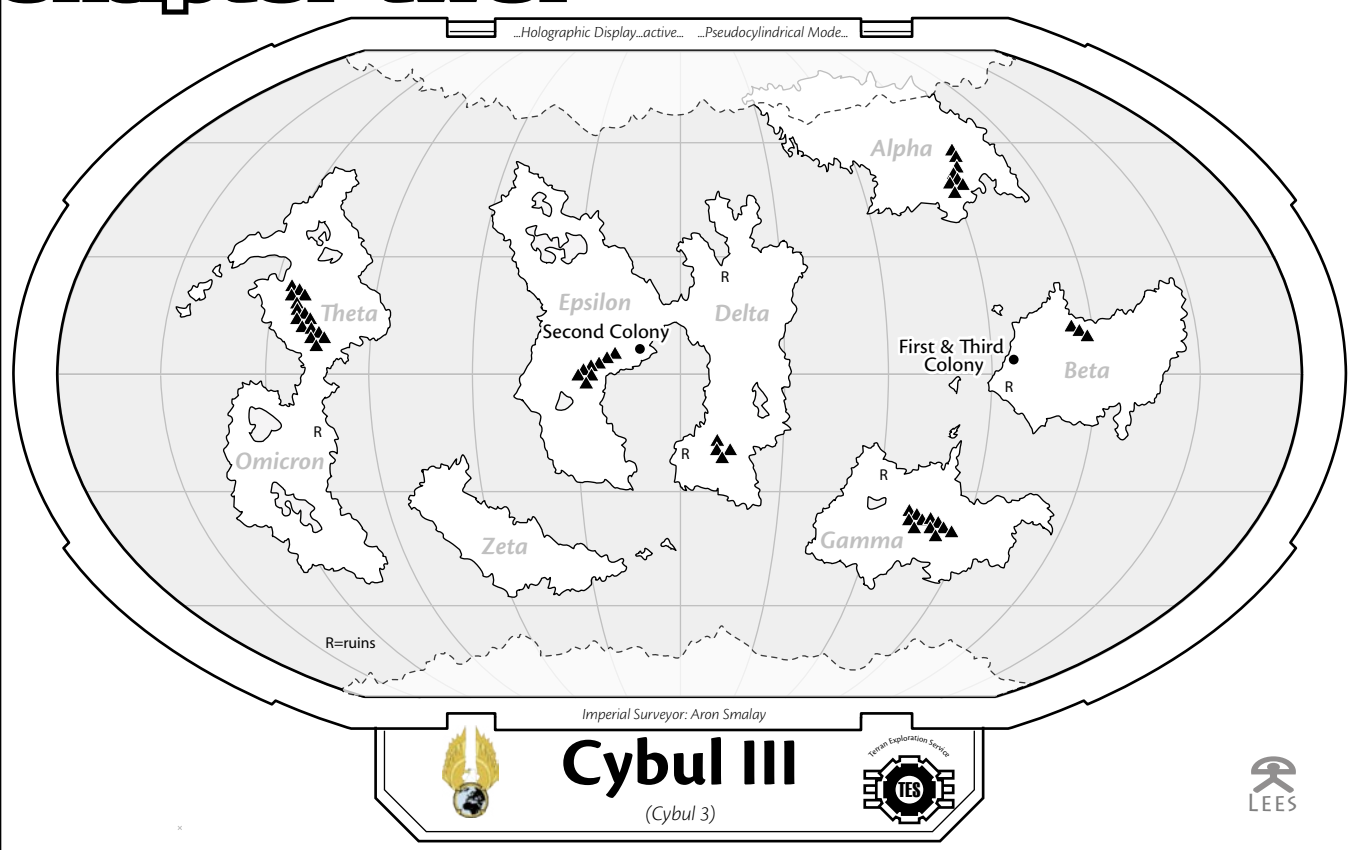 ...Holographic Display...active... ...Pseudocylindrical Mode...
Alpha
R
Theta
Epsilon
Delta
Second Colony
First & Third
Colony
Beta
R
R
Omicron
R
R
Zeta
Gamma
R=ruins
Imperial Surveyor: Aron Smalay
Terran Exploration Service
Cybul III
TES
(Cybul 3)
LEES